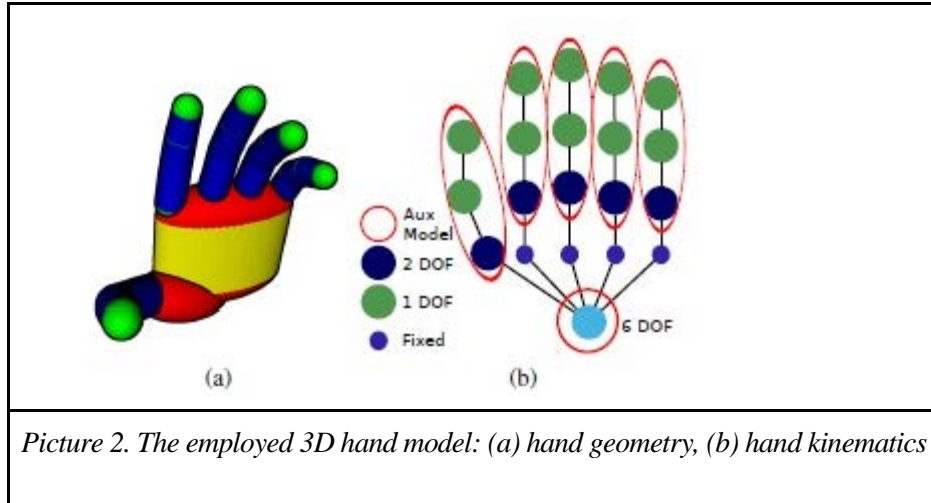 Aux
Model
2 DOF
1 DOF
Fixed
6 DOF
(a)
(b)
Picture 2. The employed 3D hand model: (a) hand geometry, (b) hand kinematics